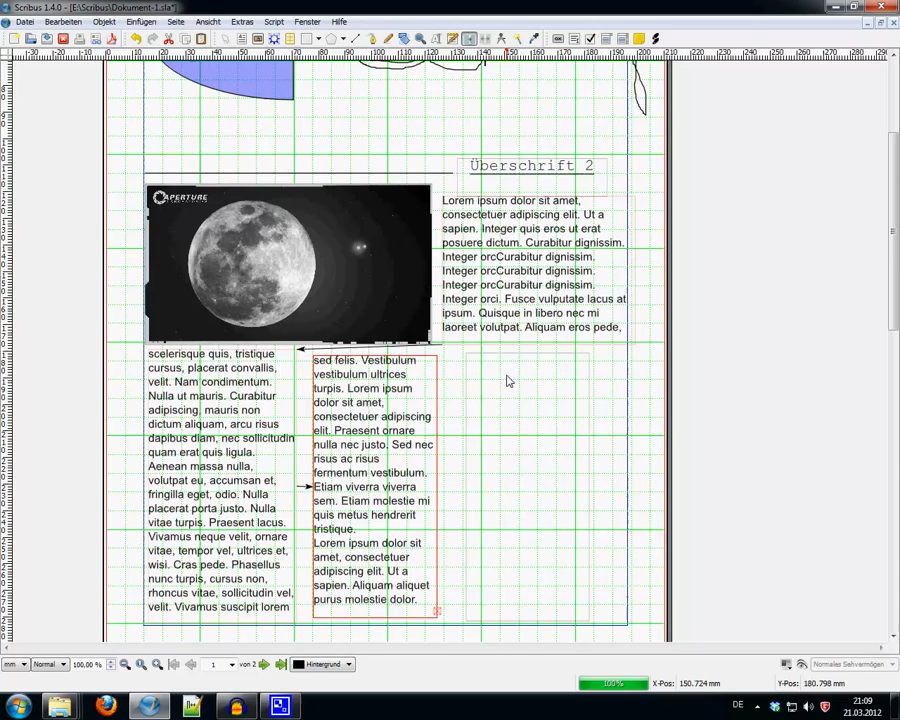 Scribus 1.4.0 - [E:\Scribus\Dokument-1.sla*]
Datei Bearbeiten Objekt Einfügen Seite Ansicht Extras Script Fenster Hilfe
Überschrift 2
APERTURE
Lorem ipsum dolor sit amet,
consectetuer adipiscing elit. Ut a
sapien. Integer quis eros ut erat
posuere dictum. Curabitur dignissim.
Integer orcCurabitur dignissim.
Integer orcCurabitur dignissim.
Integer orcCurabitur dignissim.
Integer orci. Fusce vulputate lacus at
ipsum. Quisque in libero nec mi
laoreet volutpat. Aliquam eros pede,
scelerisque quis, tristique
cursus, placerat convallis,
velit. Nam condimentum.
Nulla ut mauris. Curabitur
adipiscing, mauris non
dictum aliquam, arcu risus
dapibus diam, nec sollicitudin
quam erat quis ligula.
Aenean massa nulla,
volutpat eu, accumsan et,
fringilla eget, odio. Nulla
placerat porta justo. Nulla
vitae turpis. Praesent lacus.
Vivamus neque velit, ornare
vitae, tempor vel, ultrices et,
wisi. Cras pede. Phasellus
nunc turpis, cursus non,
rhoncus vitae, sollicitudin vel,
velit. Vivamus suscipit lorem
sed felis. Vestibulum
vestibulum ultrices
turpis. Lorem ipsum
dolor sit amet,
consectetuer adipiscing
elit. Praesent ornare
nulla nec justo. Sed nec
risus ac risus
fermentum vestibulum.
Etiam viverra viverra
sem. Etiam molestie mi
quis metus hendrerit
tristique.
Lorem ipsum dolor sit
amet, consectetuer
adipiscing elit. Ut a
sapien. Aliquam aliquet
purus molestie dolor.
mm Normal 100,00 % 1 von 2 Hintergrund Normales Sehvermögen
100% X-Pos: 150.724 mm Y-Pos: 180.798 mm
DE 21:09
21.03.2012